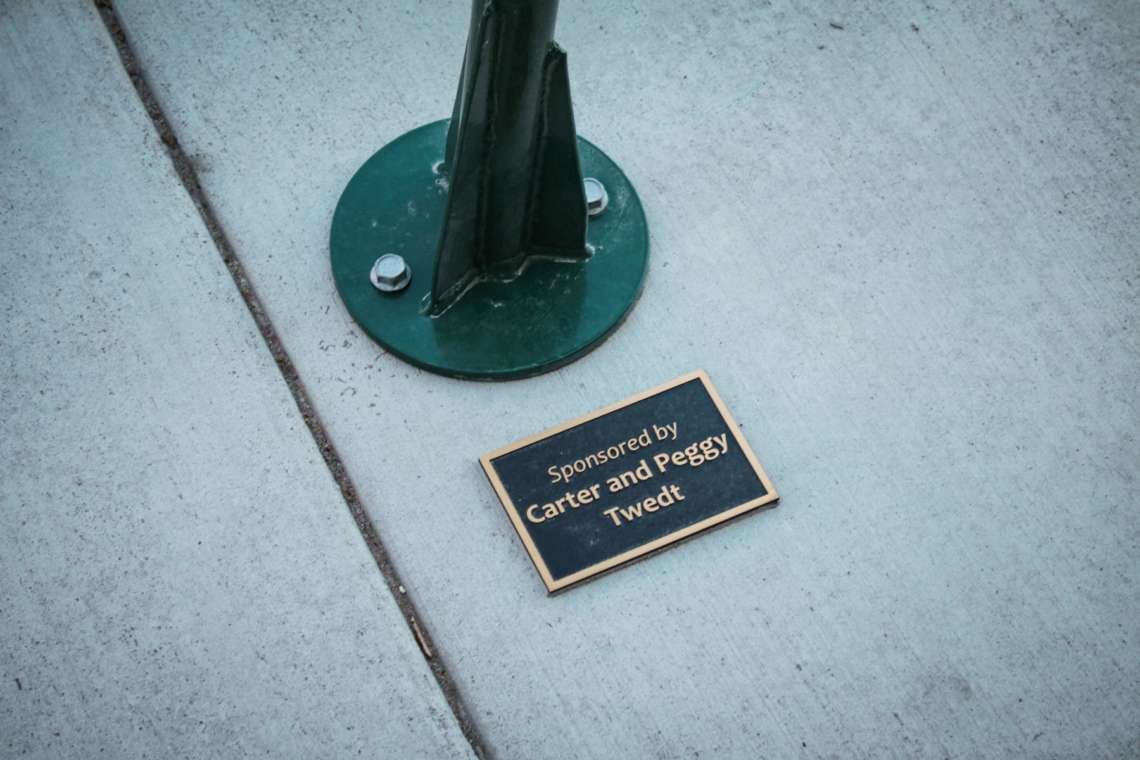 Sponsored by
Carter and Peggy
Twedt